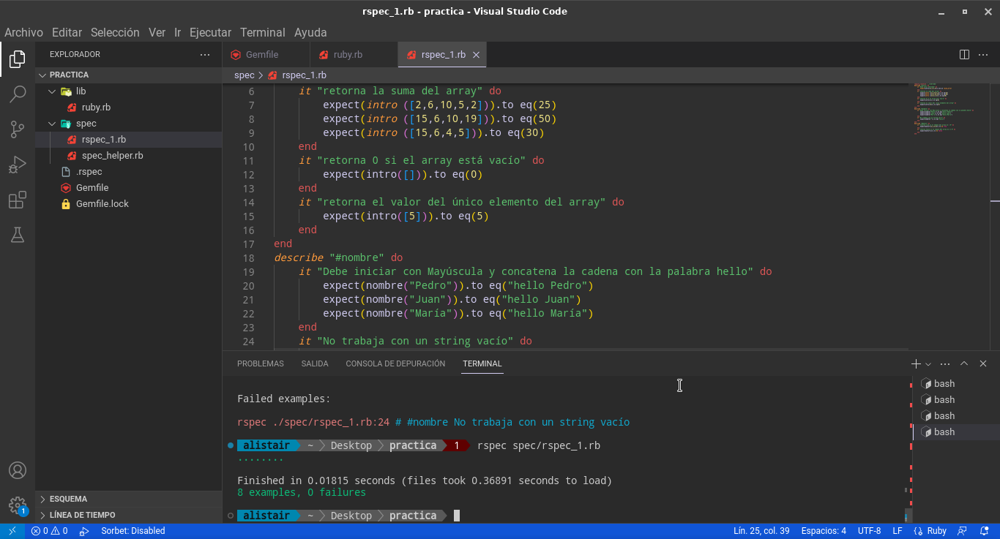 rspec_1.rb - practica - Visual Studio Code
Archivo Editar Selección Ver Ir Ejecutar Terminal Ayuda
EXPLORADOR
PRACTICA
lib
ruby.rb
spec
rspec_1.rb
spec_helper.rb
.rspec
Gemfile
Gemfile.lock
ESQUEMA
LÍNEA DE TIEMPO
1
Gemfile ruby.rb rspec_1.rb
spec > rspec_1.rb
6 it "retorna la suma del array" do
7 expect(intro ([2,6,10,5,2])).to eq(25)
8 expect(intro ([15,6,10,19])).to eq(50)
9 expect(intro ([15,6,4,5])).to eq(30)
10 end
11 it "retorna 0 si el array está vacío" do
12 expect(intro([])).to eq(0)
13 end
14 it "retorna el valor del único elemento del array" do
15 expect(intro([5])).to eq(5)
16 end
17 end
18 describe "#nombre" do
19 it "Debe iniciar con Mayúscula y concatena la cadena con la palabra hello" do
20 expect(nombre("Pedro")).to eq("hello Pedro")
21 expect(nombre("Juan")).to eq("hello Juan")
22 expect(nombre("María")).to eq("hello María")
23 end
24 it "No trabaja con un string vacío" do
PROBLEMAS SALIDA CONSOLA DE DEPURACIÓN TERMINAL
Failed examples:
rspec ./spec/rspec_1.rb:24 # #nombre No trabaja con un string vacío
alistair ~ Desktop practica 1 rspec spec/rspec_1.rb
........
Finished in 0.01815 seconds (files took 0.36891 seconds to load)
8 examples, 0 failures
alistair ~ Desktop practica
bash
bash
bash
bash
0 0 Sorbet: Disabled Lín. 25, col. 39 Espacios: 4 UTF-8 LF Ruby